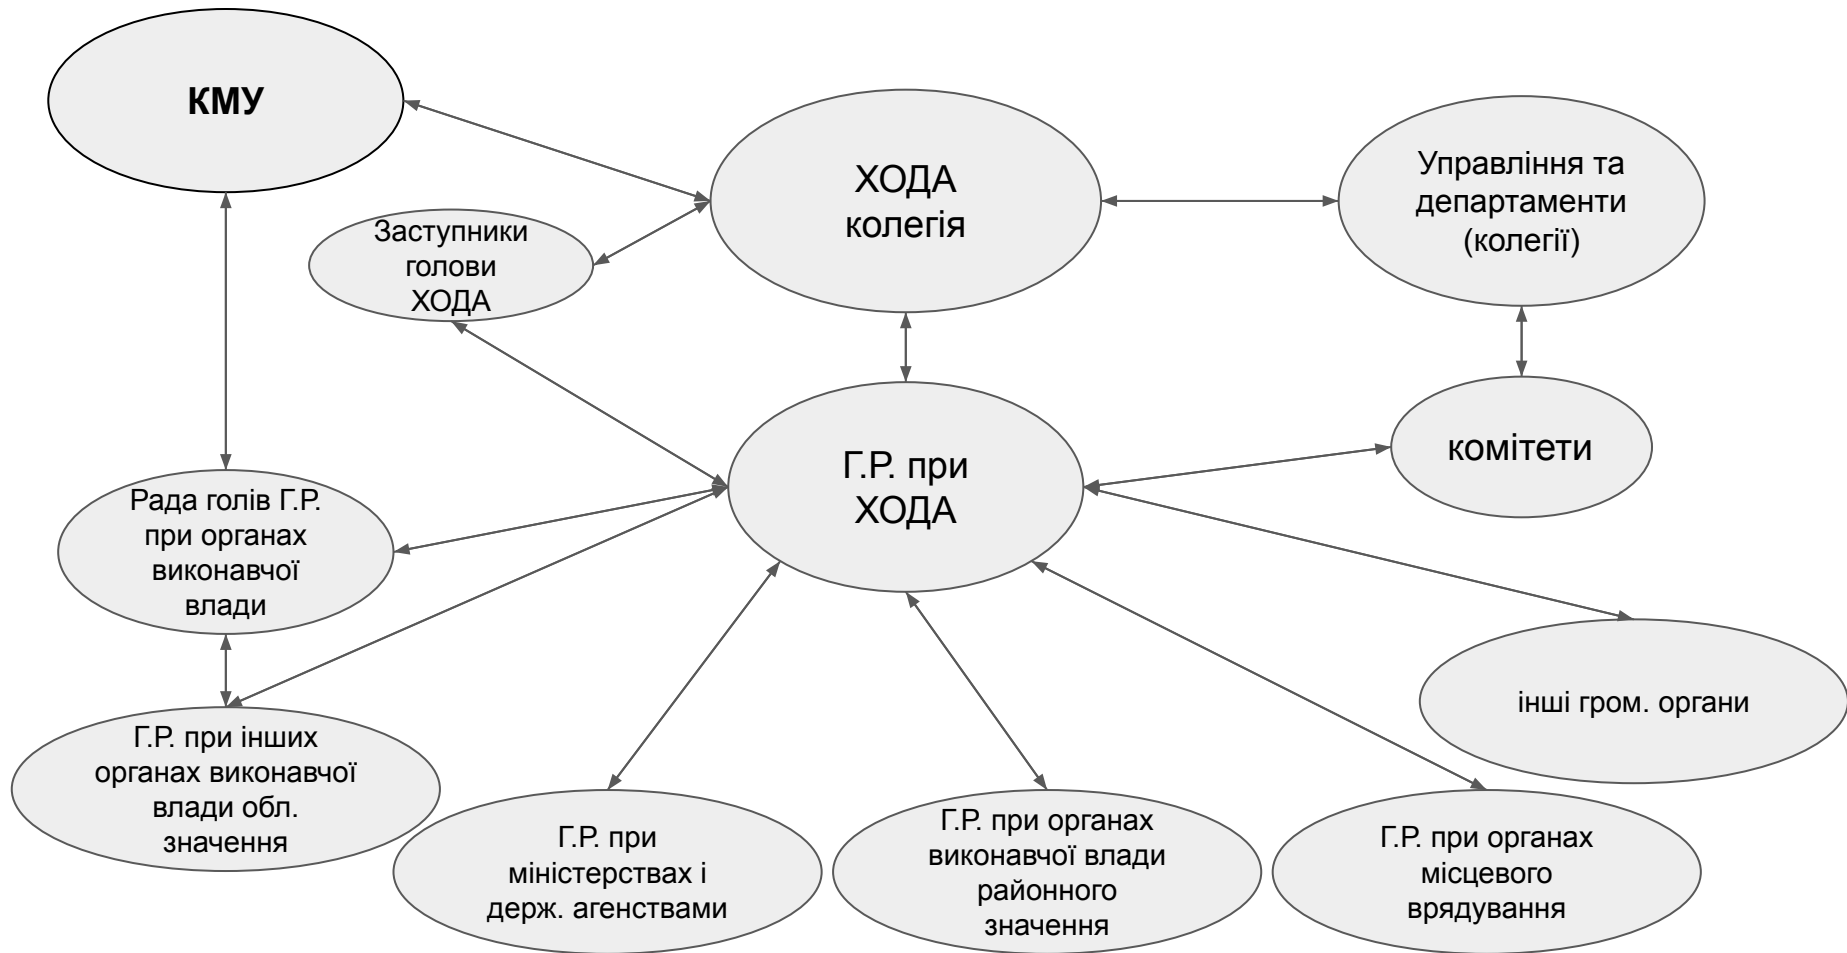 КМУ
ХОДА
колегія
Управління та
департаменти
(колегії)
Заступники
голови
ХОДА
комітети
Г.Р. при
ХОДА
Рада голів Г.Р.
при органах
виконавчої
влади
інші гром. органи
Г.Р. при інших
органах виконавчої
влади обл.
значення
Г.Р. при
міністерствах і
держ. агенствами
Г.Р. при органах
виконавчої влади
районного
значення
Г.Р. при органах
місцевого
врядування